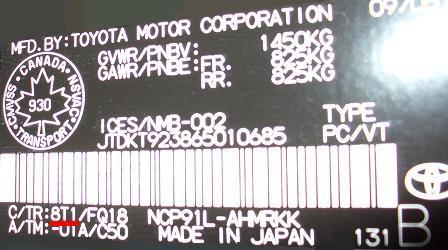 09/05
MFD.BY:TOYOTA MOTOR CORPORATION
GVWR/PNBV: 1450KG
GAWR/PNBE:FR. 825KG
RR. 825KG
CANADA
CMVSS NSVAC
930
TRANSPORT
ICES/NMB-002 TYPE
JTDKT923865010685 PC/VT
C/TR:8T1/FQ18 NCP91L-AHMRKK
A/TM:-01A/C50 MADE IN JAPAN 131 B